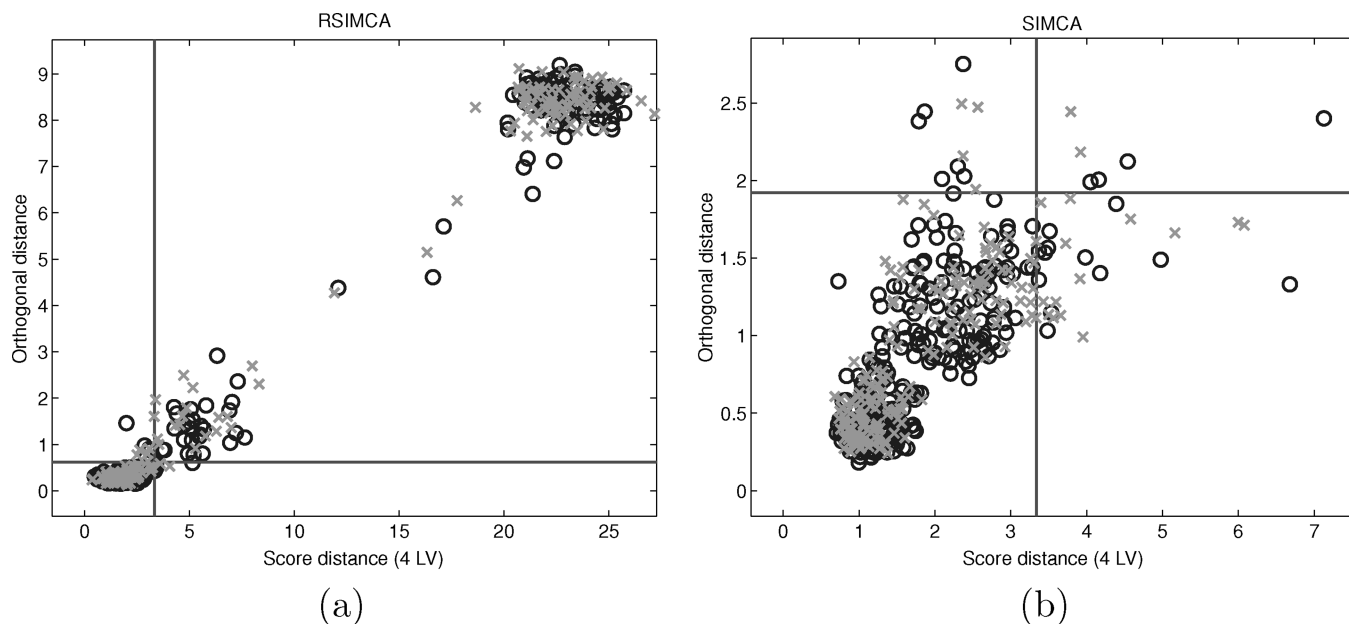 RSIMCA
9
8
7
6
5
4
3
2
1
0
Orthogonal distance
0 5 10 15 20 25
Score distance (4 LV)
(a)
SIMCA
2.5
2
1.5
1
0.5
0
Orthogonal distance
0 1 2 3 4 5 6 7
Score distance (4 LV)
(b)